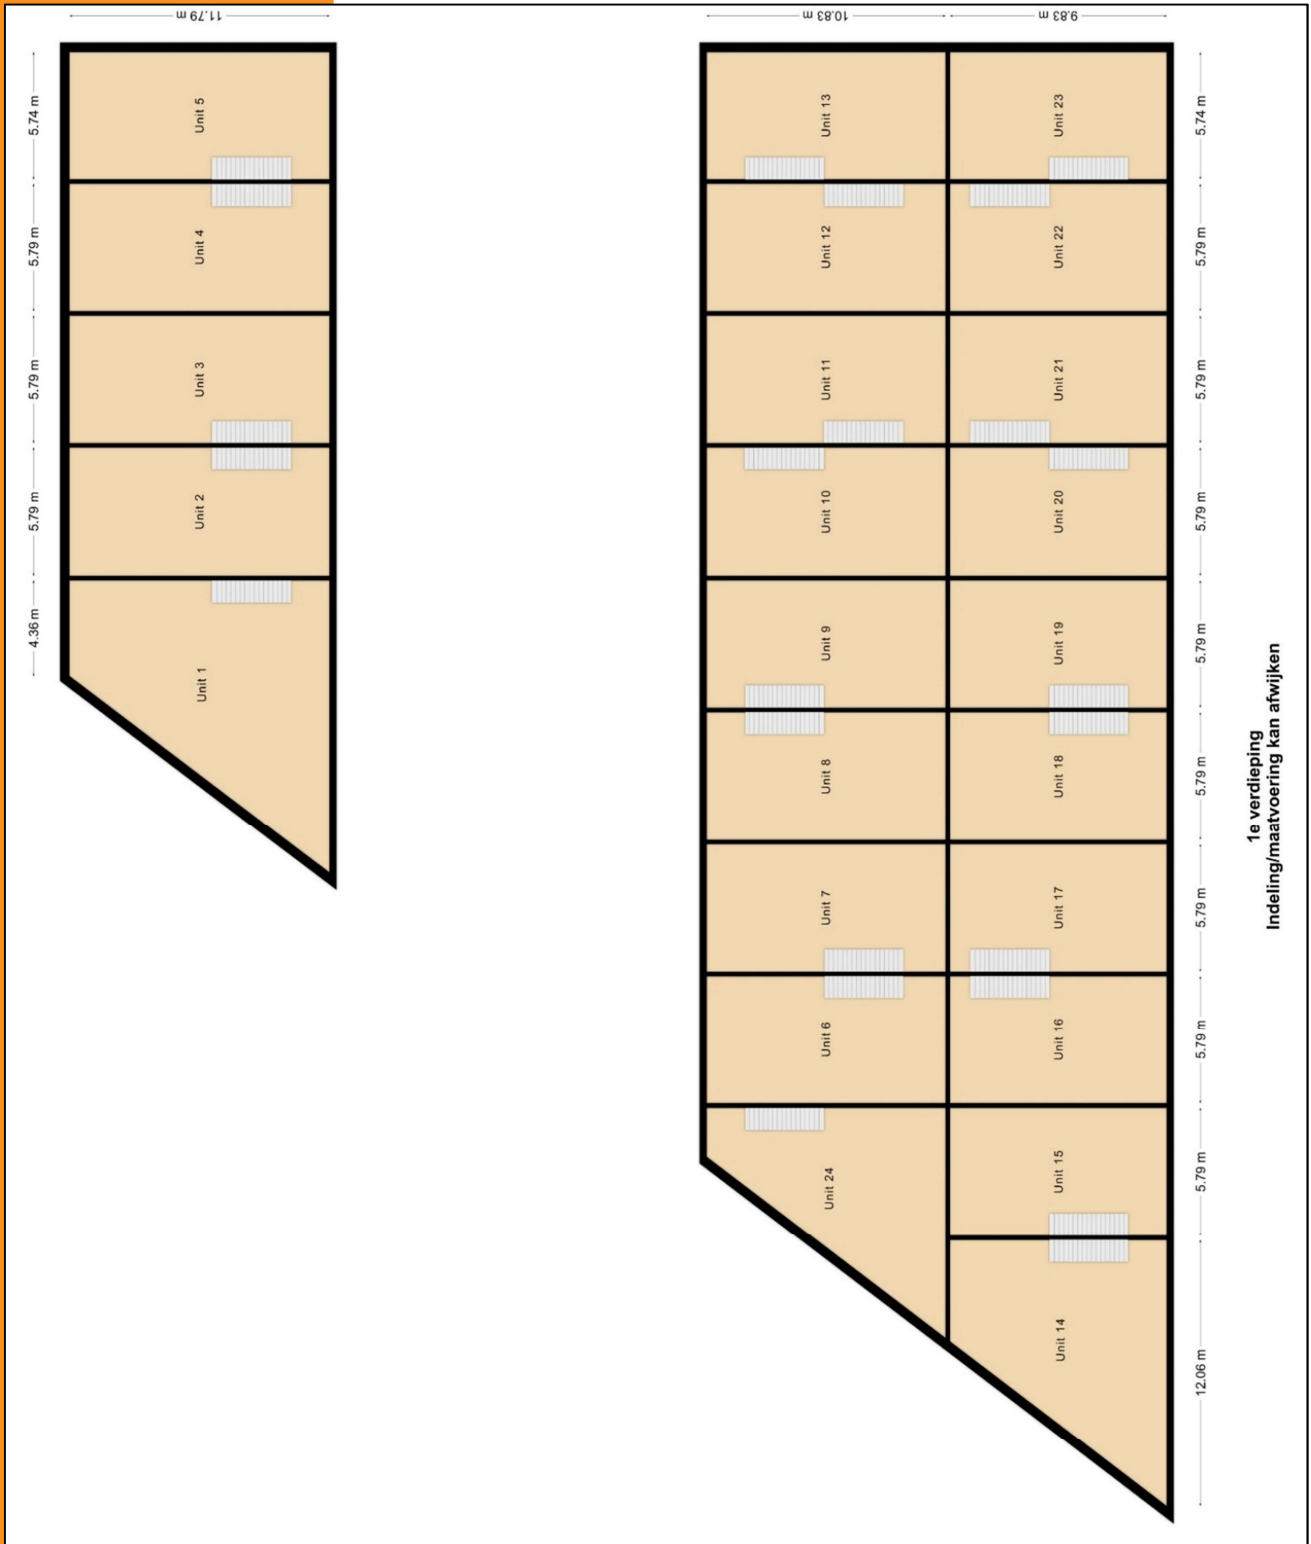 11.79 m
10.83 m
9.83 m
5.74 m
5.79 m
5.79 m
5.79 m
4.36 m
Unit 5
Unit 4
Unit 3
Unit 2
Unit 1
Unit 13
Unit 12
Unit 11
Unit 10
Unit 9
Unit 8
Unit 7
Unit 6
Unit 24
Unit 23
Unit 22
Unit 21
Unit 20
Unit 19
Unit 18
Unit 17
Unit 16
Unit 15
Unit 14
5.74 m
5.79 m
5.79 m
5.79 m
5.79 m
5.79 m
5.79 m
5.79 m
5.79 m
12.06 m
1e verdieping
Indeling/maatvoering kan afwijken